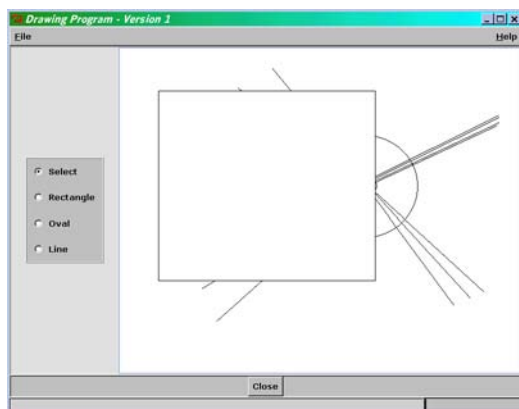 Drawing Program - Version 1
File Help
Select
Rectangle
Oval
Line
Close